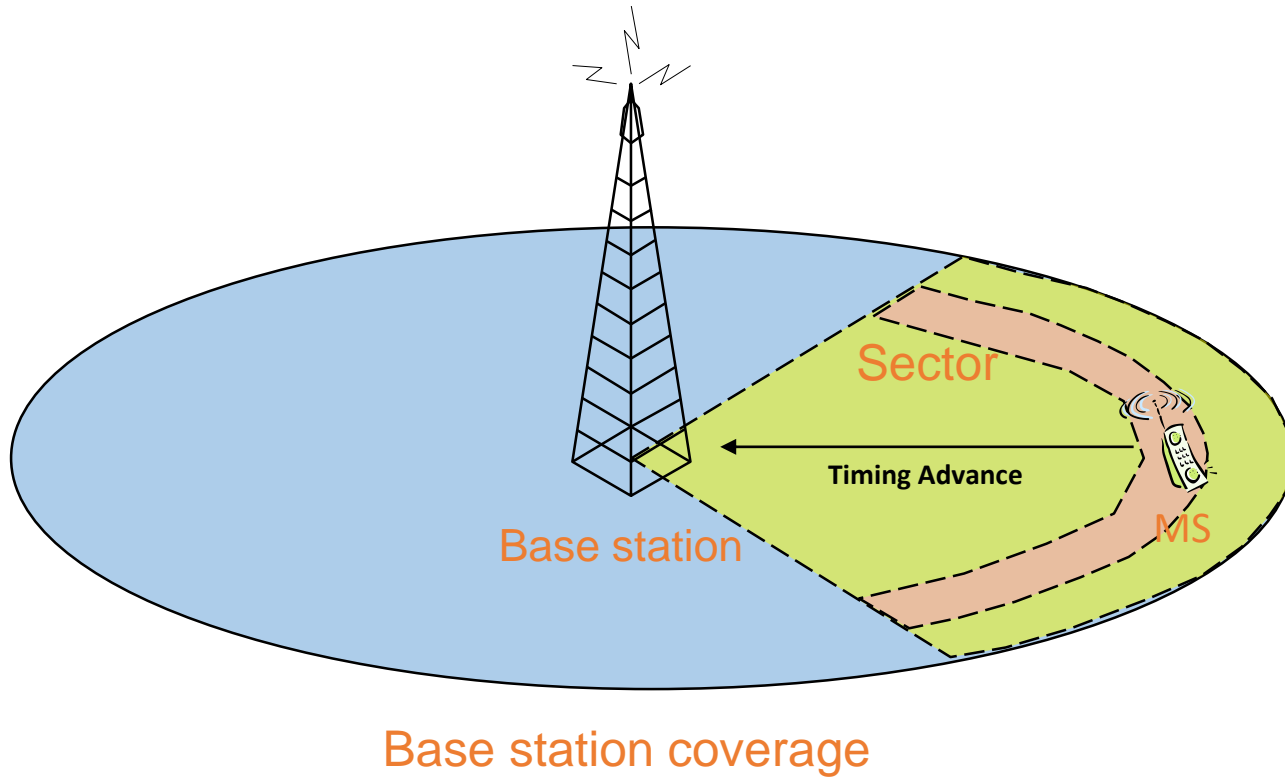 Sector
Timing Advance
MS
Base station
Base station coverage